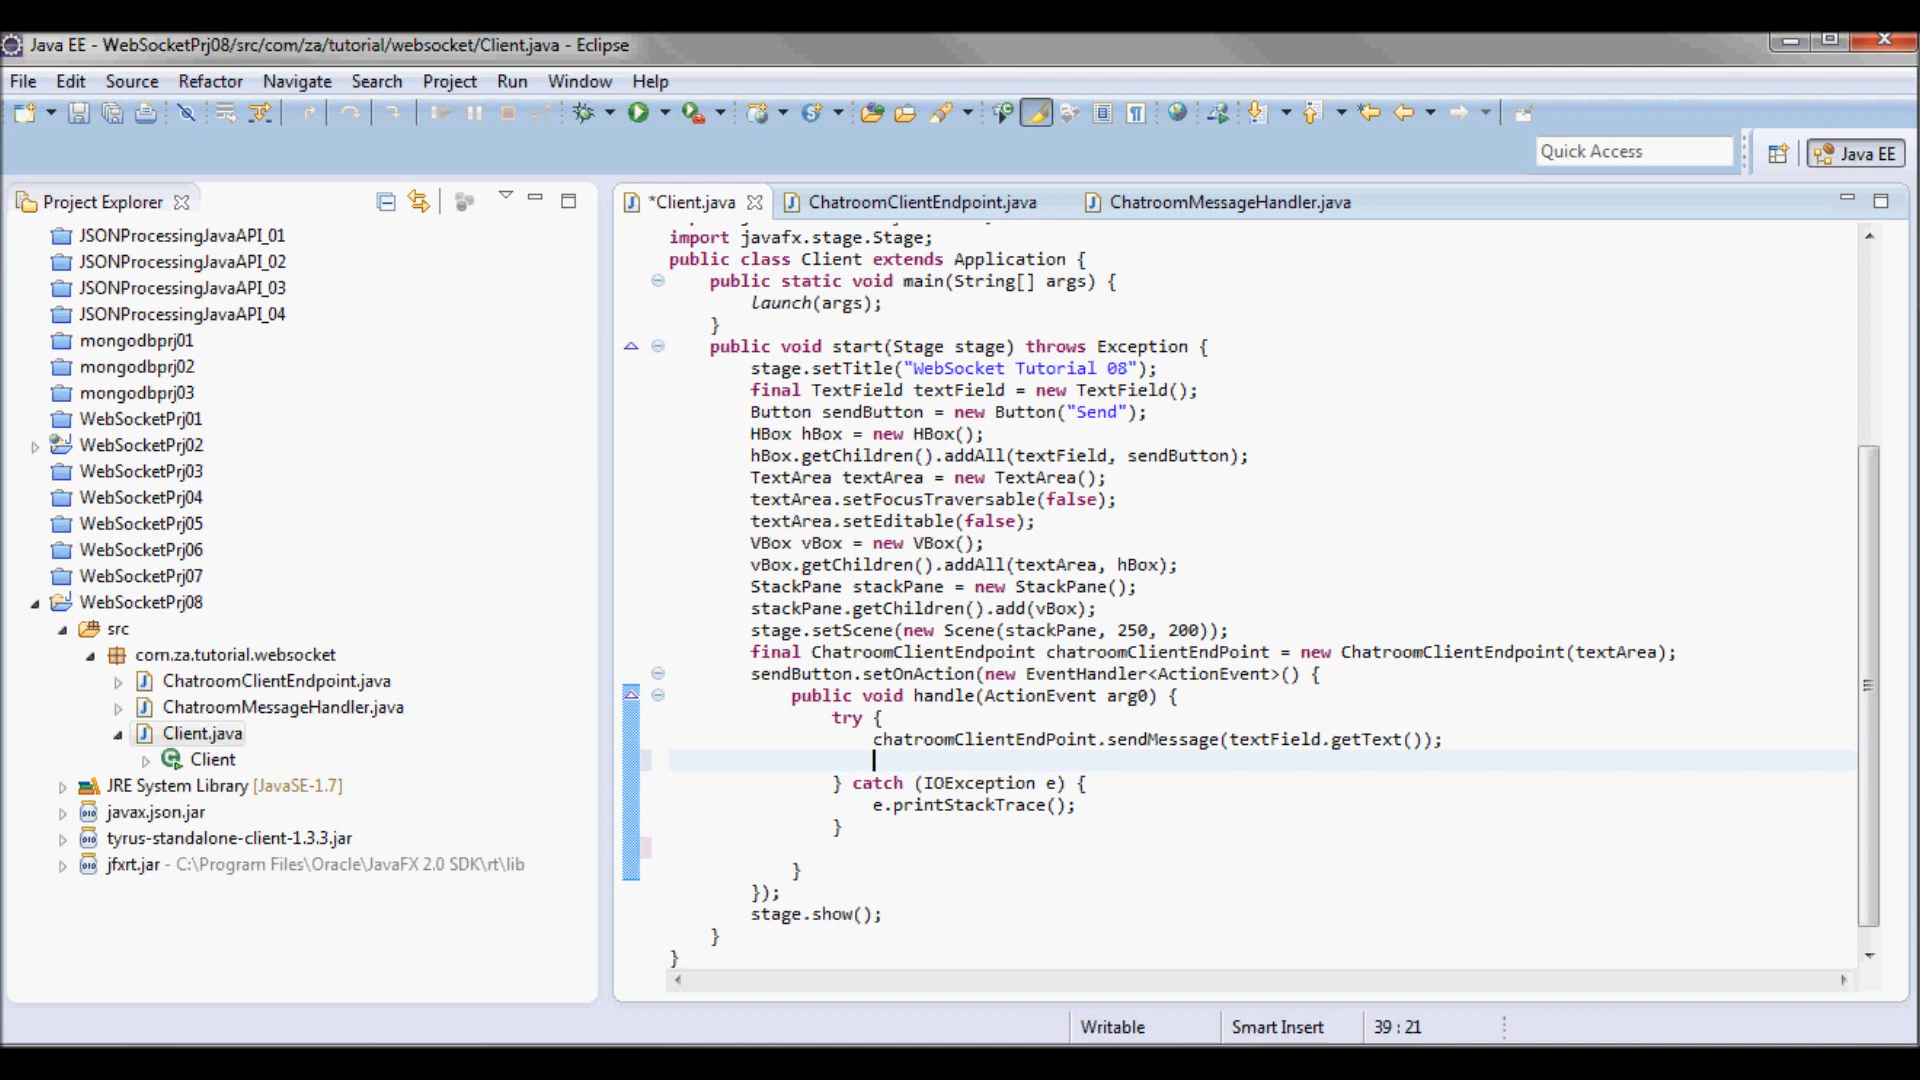 Java EE - WebSocketPrj08/src/com/za/tutorial/websocket/Client.java - Eclipse
File Edit Source Refactor Navigate Search Project Run Window Help
Quick Access
Java EE
Project Explorer
JSONProcessingJavaAPI_01
JSONProcessingJavaAPI_02
JSONProcessingJavaAPI_03
JSONProcessingJavaAPI_04
mongodbprj01
mongodbprj02
mongodbprj03
WebSocketPrj01
WebSocketPrj02
WebSocketPrj03
WebSocketPrj04
WebSocketPrj05
WebSocketPrj06
WebSocketPrj07
WebSocketPrj08
src
com.za.tutorial.websocket
ChatroomClientEndpoint.java
ChatroomMessageHandler.java
Client.java
Client
JRE System Library [JavaSE-1.7]
javax.json.jar
tyrus-standalone-client-1.3.3.jar
jfxrt.jar - C:\Program Files\Oracle\JavaFX 2.0 SDK\rt\lib
*Client.java ChatroomClientEndpoint.java ChatroomMessageHandler.java
import javafx.stage.Stage;
public class Client extends Application {
public static void main(String[] args) {
launch(args);
}
public void start(Stage stage) throws Exception {
stage.setTitle("WebSocket Tutorial 08");
final TextField textField = new TextField();
Button sendButton = new Button("Send");
HBox hBox = new HBox();
hBox.getChildren().addAll(textField, sendButton);
TextArea textArea = new TextArea();
textArea.setFocusTraversable(false);
textArea.setEditable(false);
VBox vBox = new VBox();
vBox.getChildren().addAll(textArea, hBox);
StackPane stackPane = new StackPane();
stackPane.getChildren().add(vBox);
stage.setScene(new Scene(stackPane, 250, 200));
final ChatroomClientEndpoint chatroomClientEndPoint = new ChatroomClientEndpoint(textArea);
sendButton.setOnAction(new EventHandler<ActionEvent>() {
public void handle(ActionEvent arg0) {
try {
chatroomClientEndPoint.sendMessage(textField.getText());
} catch (IOException e) {
e.printStackTrace();
}
}
});
stage.show();
}
}
Writable Smart Insert 39 : 21